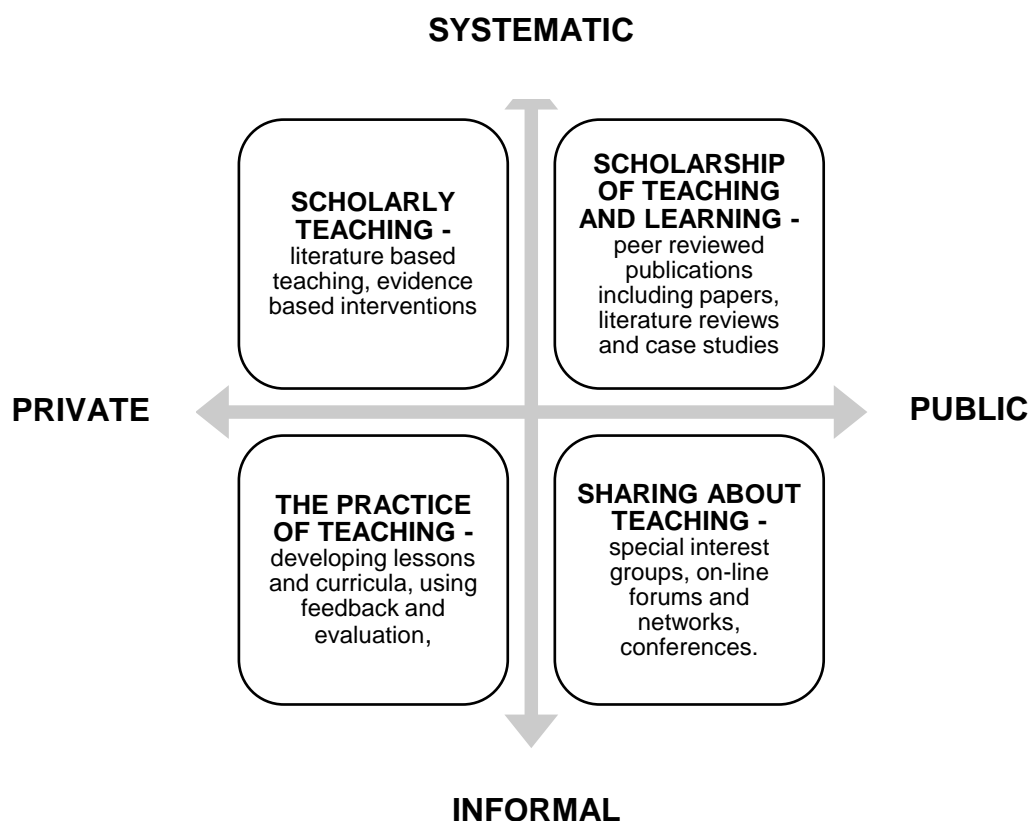 SYSTEMATIC
SCHOLARLY
TEACHING -
literature based
teaching, evidence
based interventions
SCHOLARSHIP
OF TEACHING
AND LEARNING -
peer reviewed
publications
including papers,
literature reviews
and case studies
PRIVATE
PUBLIC
THE PRACTICE
OF TEACHING -
developing lessons
and curricula, using
feedback and
evaluation,
SHARING ABOUT
TEACHING -
special interest
groups, on-line
forums and
networks,
conferences.
INFORMAL